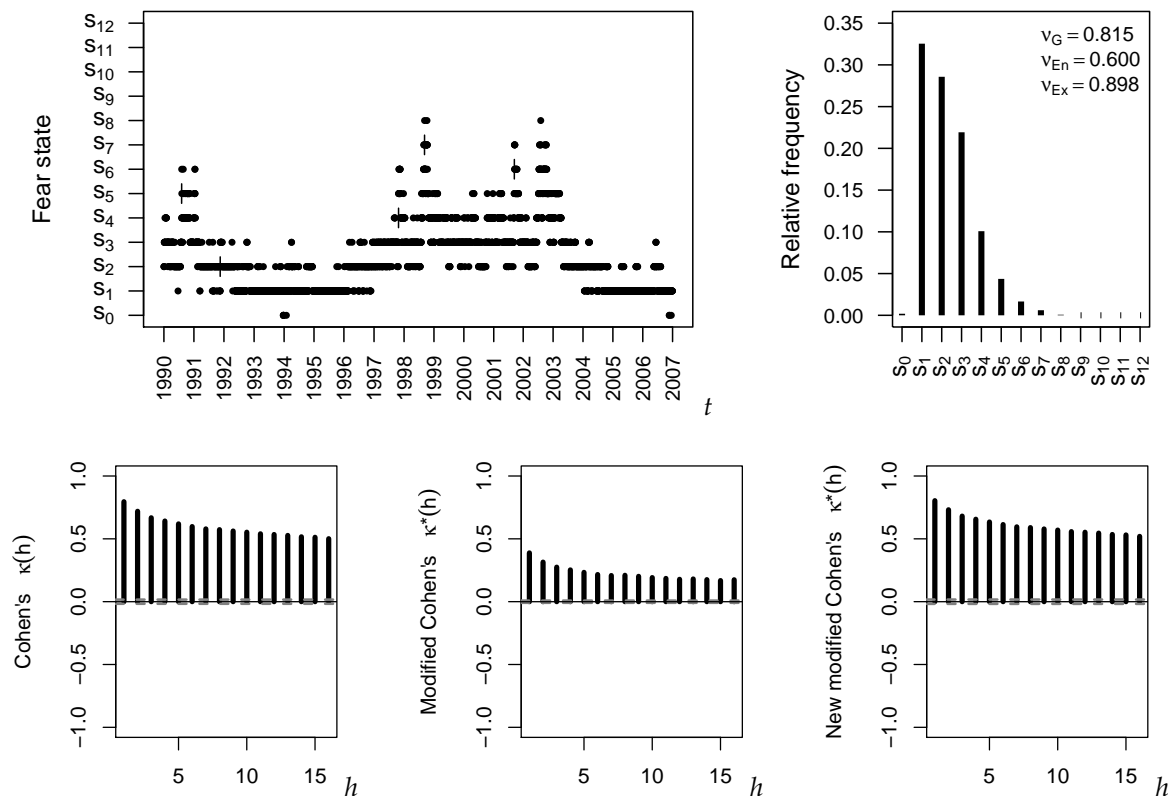 Fear state
s₁₂
s₁₁
s₁₀
s₉
s₈
s₇
s₆
s₅
s₄
s₃
s₂
s₁
s₀
1990 1991 1992 1993 1994 1995 1996 1997 1998 1999 2000 2001 2002 2003 2004 2005 2006 2007
t
Relative frequency
0.35
0.30
0.25
0.20
0.15
0.10
0.05
0.00
ν_G = 0.815
ν_En = 0.600
ν_Ex = 0.898
s₀ s₁ s₂ s₃ s₄ s₅ s₆ s₇ s₈ s₉ s₁₀ s₁₁ s₁₂
Cohen's κ(h)
1.0
0.5
0.0
−0.5
−1.0
5 10 15
h
Modified Cohen's κ*(h)
1.0
0.5
0.0
−0.5
−1.0
5 10 15
h
New modified Cohen's κ*(h)
1.0
0.5
0.0
−0.5
−1.0
5 10 15
h